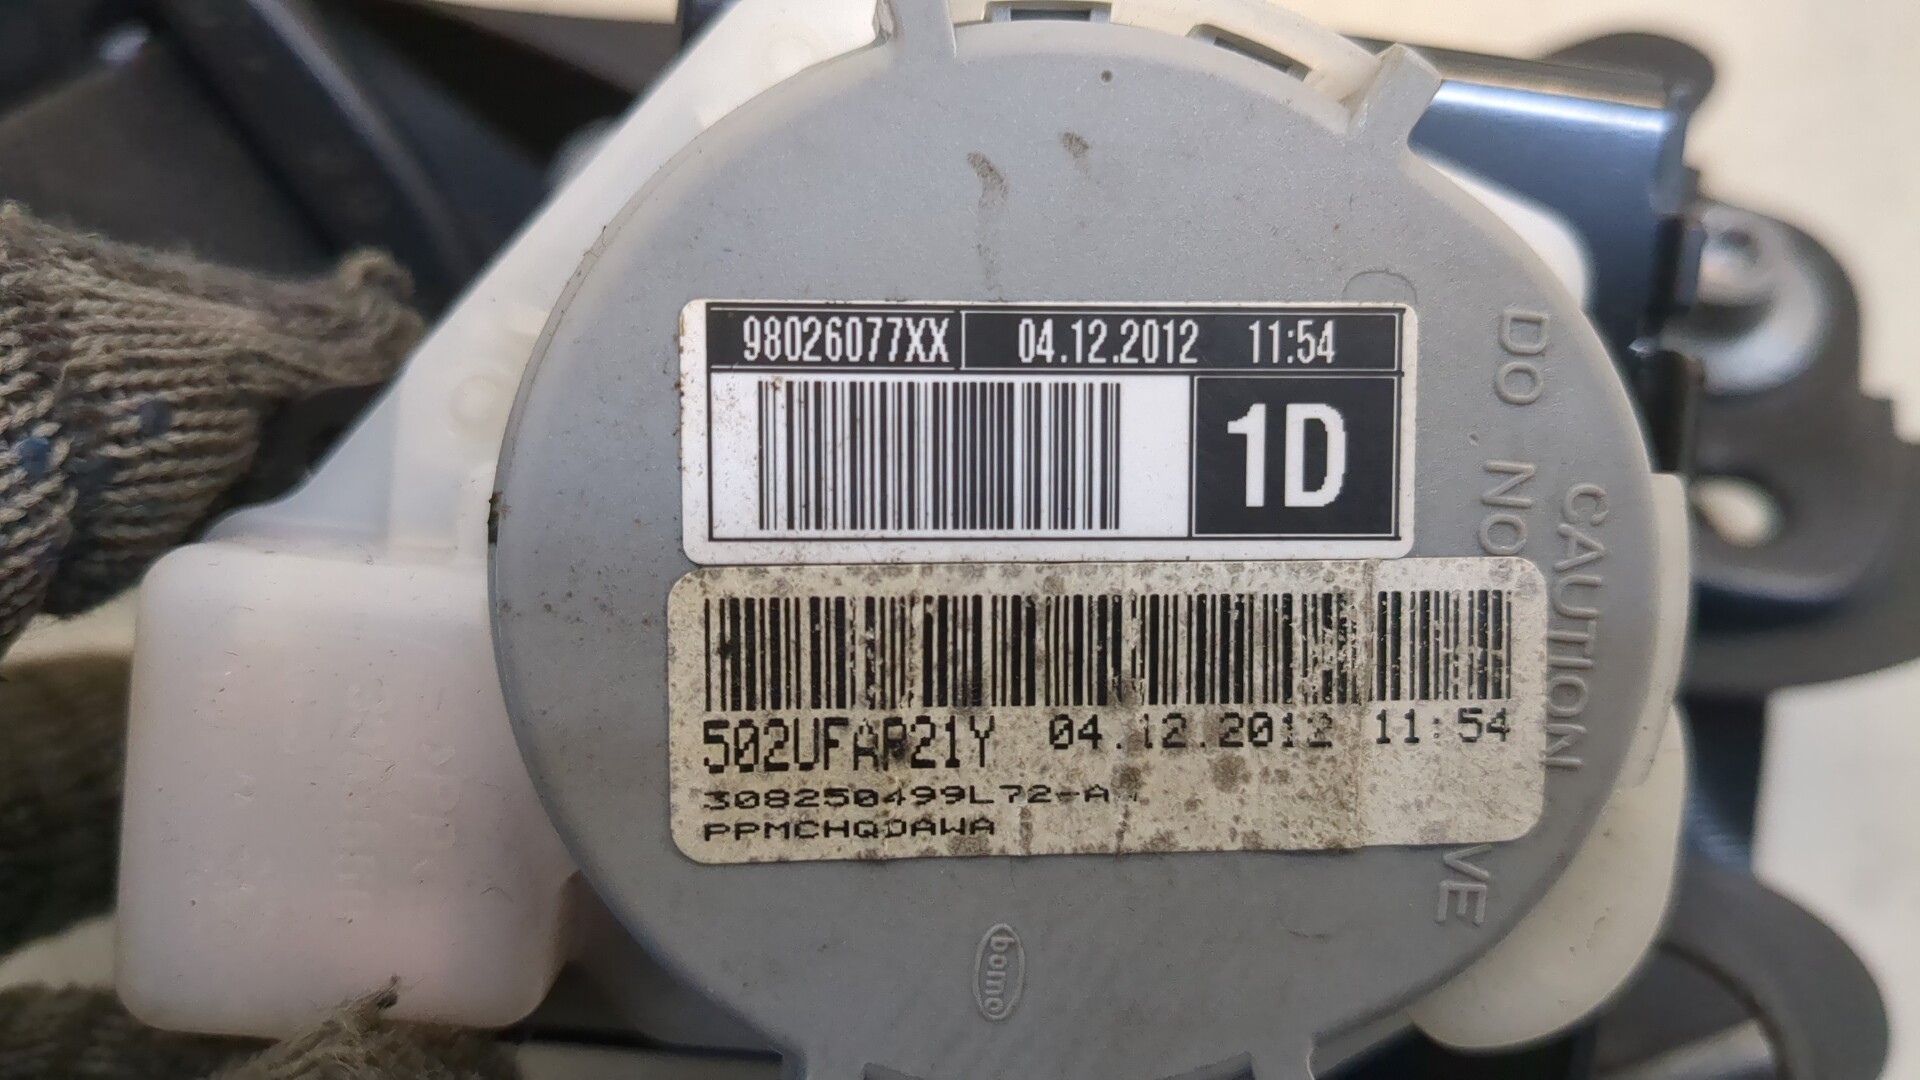 98026077XX 04.12.2012 11:54
1D
502UFAP21Y 04.12.2012 11:54
308250499L72-A
PPMCHQDAWA
CAUTION
DO NO
VE